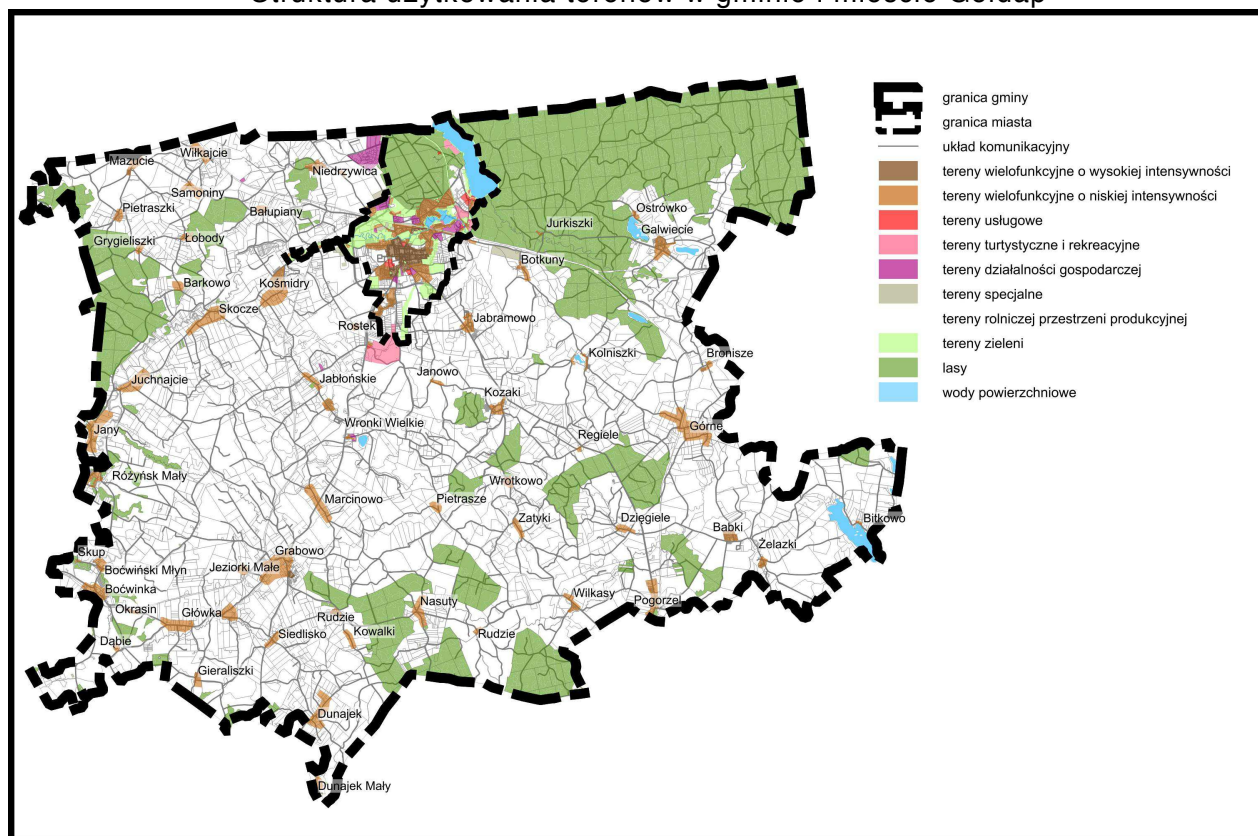 Struktura użytkowania terenów w gminie i mieście Gołdap
granica gminy
granica miasta
układ komunikacyjny
tereny wielofunkcyjne o wysokiej intensywności
tereny wielofunkcyjne o niskiej intensywności
tereny usługowe
tereny turtystyczne i rekreacyjne
tereny działalności gospodarczej
tereny specjalne
tereny rolniczej przestrzeni produkcyjnej
tereny zieleni
lasy
wody powierzchniowe
Mazucie
Wiłkajcie
Niedrzywica
Samoniny
Pietraszki
Bałupiany
Grygieliszki
Łobody
Barkowo
Kośmidry
Skocze
Rostek
Jurkiszki
Ostrówko
Galwiecie
Botkuny
Jabramowo
Kolniszki
Bronisze
Juchnajcie
Jabłońskie
Janowo
Kozaki
Jany
Wronki Wielkie
Regiele
Górne
Różyńsk Mały
Marcinowo
Wrotkowo
Pietrasze
Zatyki
Dzięgiele
Babki
Bitkowo
Żelazki
Skup
Boćwiński Młyn
Boćwinka
Jeziorki Małe
Grabowo
Okrasin
Główka
Rudzie
Nasuty
Wilkasy
Pogorzel
Dąbie
Siedlisko
Kowalki
Rudzie
Gieraliszki
Dunajek
Dunajek Mały